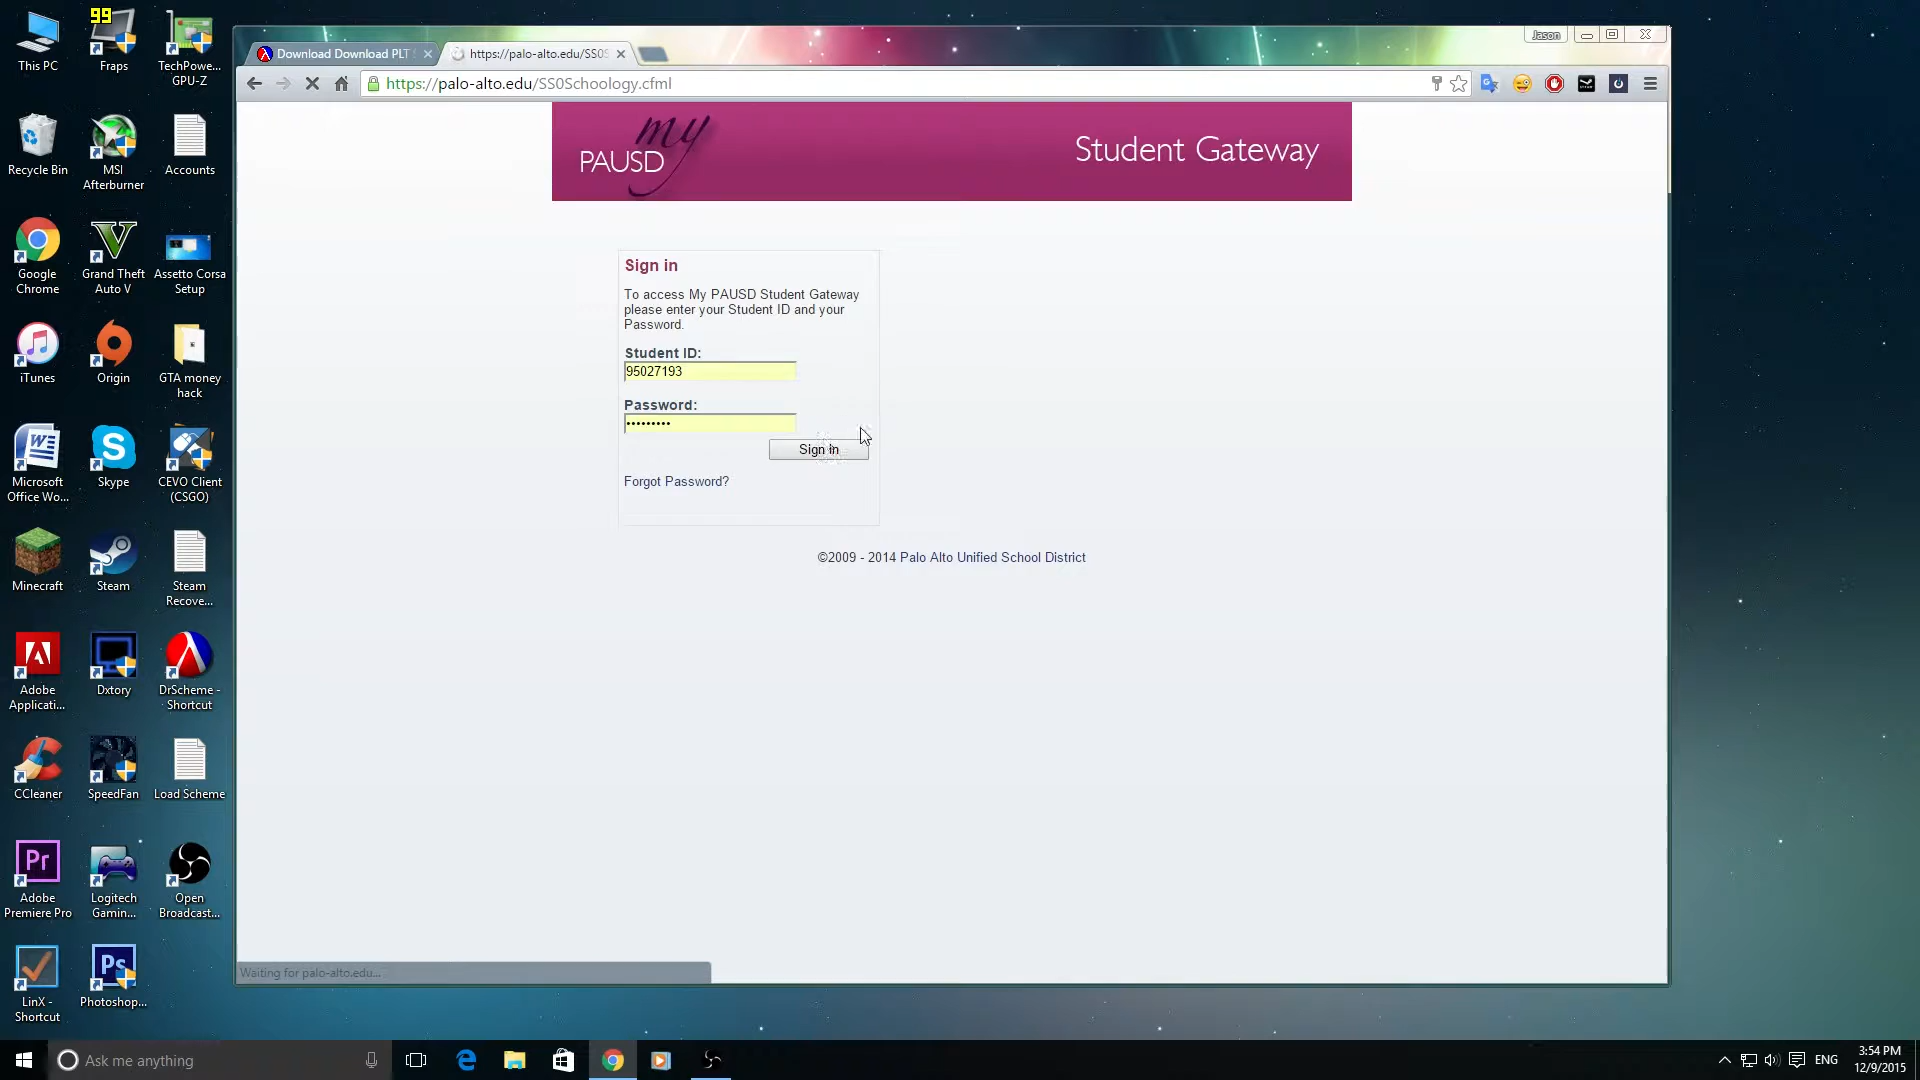 99
This PC
Fraps
TechPowe...
GPU-Z
Recycle Bin
MSI
Afterburner
Accounts
Google
Chrome
Grand Theft
Auto V
Assetto Corsa
Setup
iTunes
Origin
GTA money
hack
Microsoft
Office Wo...
Skype
CEVO Client
(CSGO)
Minecraft
Steam
Steam
Recove...
Adobe
Applicati...
Dxtory
DrScheme -
Shortcut
CCleaner
SpeedFan
Load Scheme
Pr
Adobe
Premiere Pro
Logitech
Gamin...
Open
Broadcast...
LinX -
Shortcut
Ps
Photoshop...
Download Download PLT S
https://palo-alto.edu/SS0S
Jason
https://palo-alto.edu/SS0Schoology.cfml
my
PAUSD
Student Gateway
Sign in
To access My PAUSD Student Gateway
please enter your Student ID and your
Password.
Student ID:
95027193
Password:
•••••••••
Sign in
Forgot Password?
©2009 - 2014 Palo Alto Unified School District
Waiting for palo-alto.edu...
Ask me anything
ENG
3:54 PM
12/9/2015